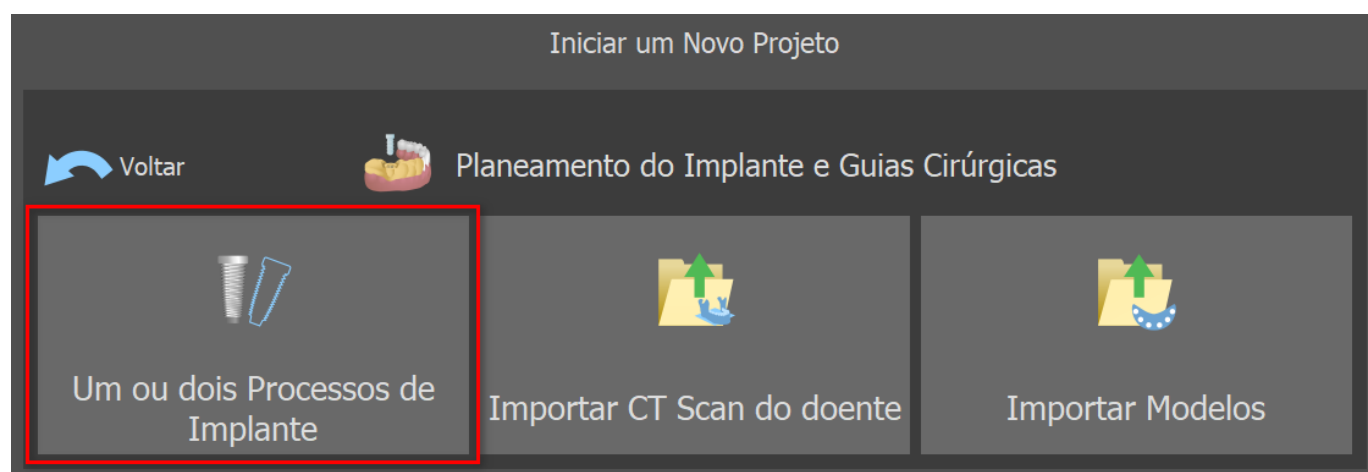 Iniciar um Novo Projeto
Voltar
Planeamento do Implante e Guias Cirúrgicas
Um ou dois Processos de
Implante
Importar CT Scan do doente
Importar Modelos